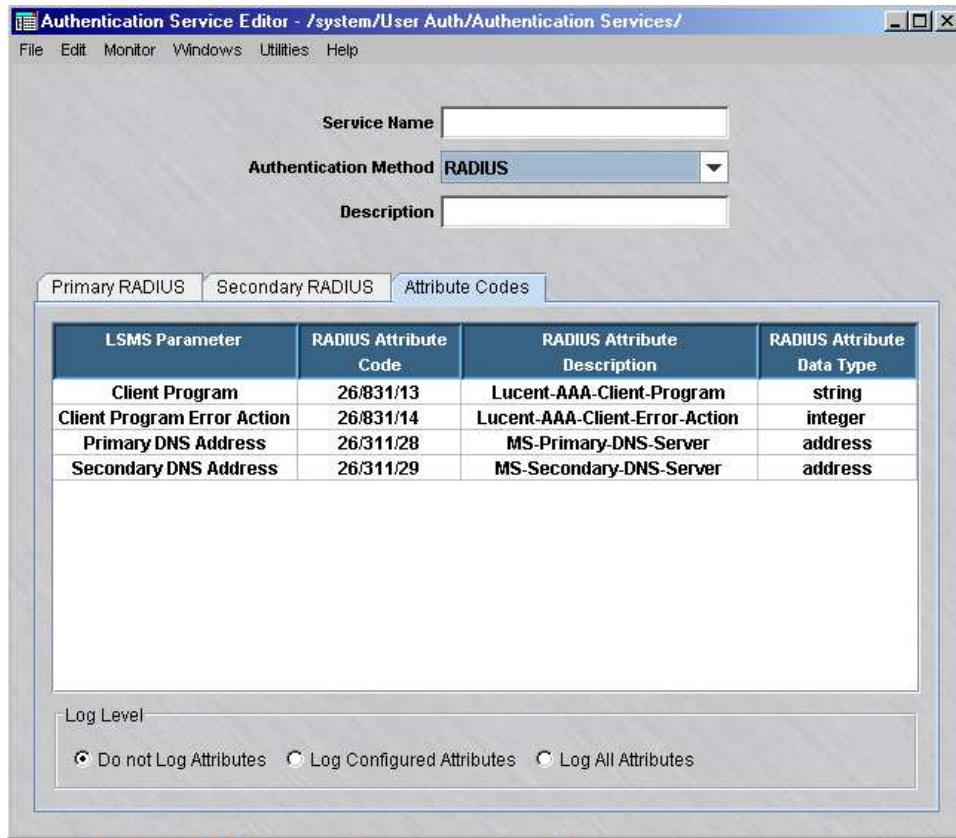 Authentication Service Editor - /system/User Auth/Authentication Services/
File Edit Monitor Windows Utilities Help
Service Name
Authentication Method RADIUS
Description
Primary RADIUS Secondary RADIUS Attribute Codes
LSMS Parameter RADIUS Attribute Code RADIUS Attribute Description RADIUS Attribute Data Type
Client Program 26/831/13 Lucent-AAA-Client-Program string
Client Program Error Action 26/831/14 Lucent-AAA-Client-Error-Action integer
Primary DNS Address 26/311/28 MS-Primary-DNS-Server address
Secondary DNS Address 26/311/29 MS-Secondary-DNS-Server address
Log Level
Do not Log Attributes Log Configured Attributes Log All Attributes